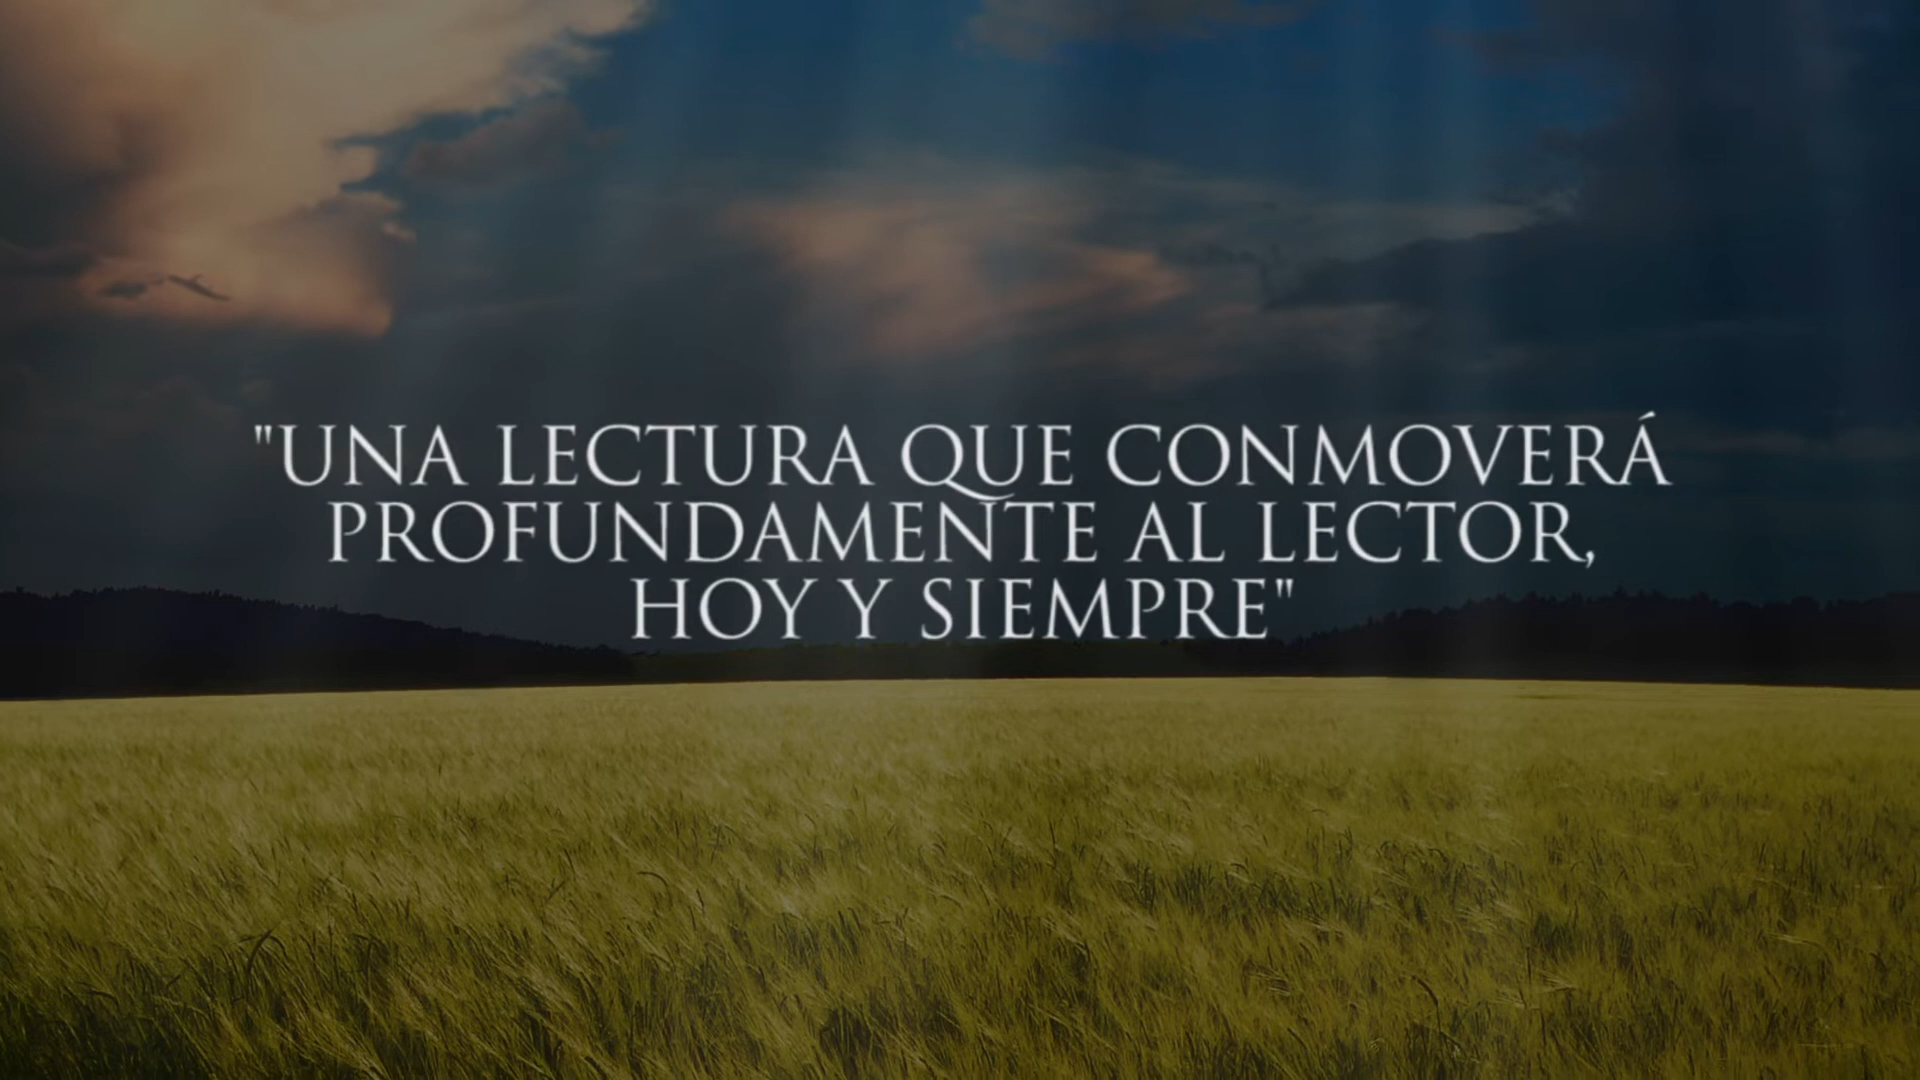 "UNA LECTURA QUE CONMOVERÁ
PROFUNDAMENTE AL LECTOR,
HOY Y SIEMPRE"